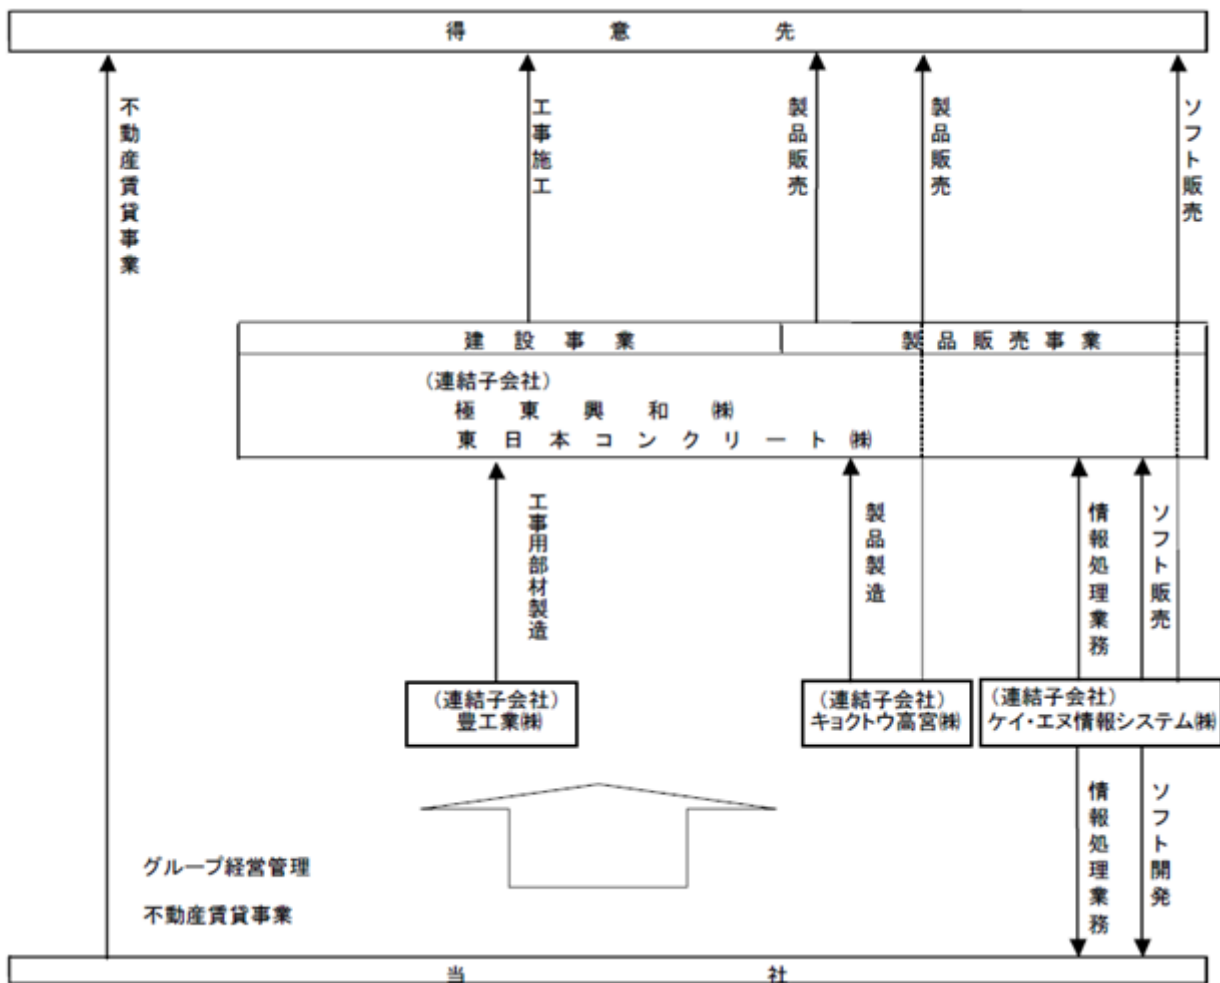 得意先
不動産賃貸事業
工事施工
製品販売
製品販売
ソフト販売
建設事業
製品販売事業
(連結子会社)
極東興和㈱
東日本コンクリート㈱
工事用部材製造
製品製造
情報処理業務
ソフト販売
(連結子会社)
豊工業㈱
(連結子会社)
キョクトウ高宮㈱
(連結子会社)
ケイ・エヌ情報システム㈱
情報処理業務
ソフト開発
グループ経営管理
不動産賃貸事業
当社